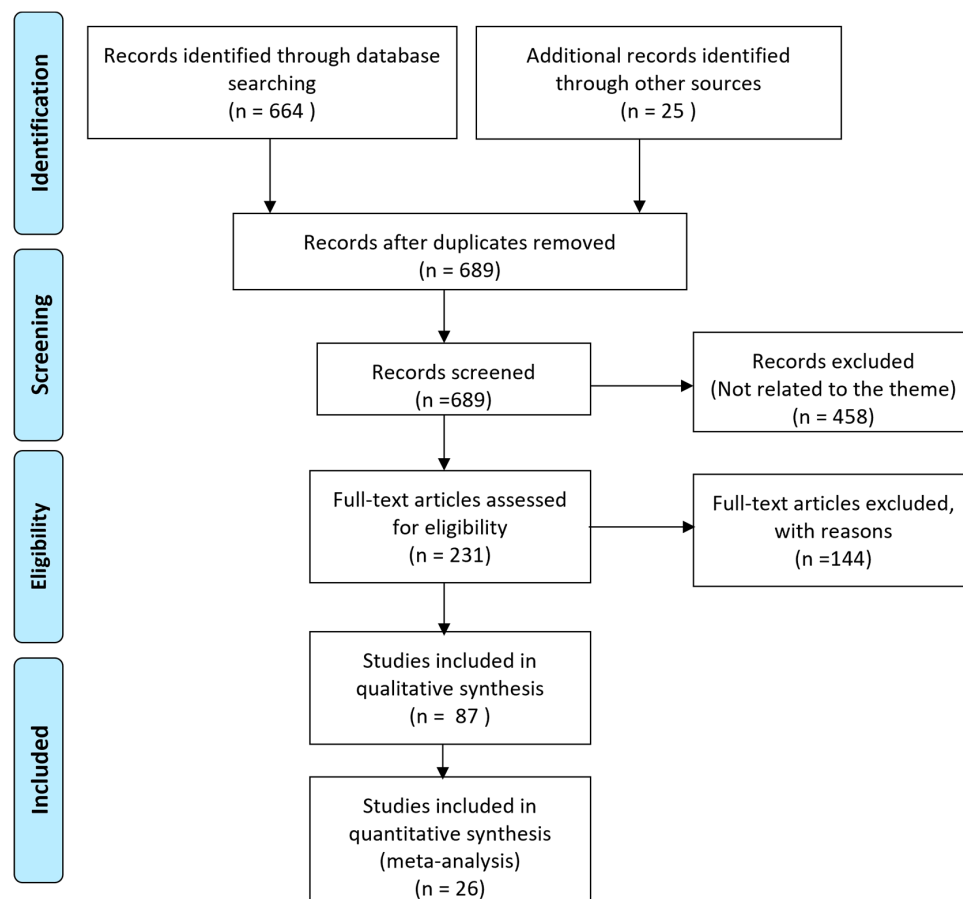 Identification
Records identified through database
searching
(n = 664 )
Additional records identified
through other sources
(n = 25 )
Records after duplicates removed
(n = 689)
Screening
Records screened
(n =689)
Records excluded
(Not related to the theme)
(n = 458)
Eligibility
Full-text articles assessed
for eligibility
(n = 231)
Full-text articles excluded,
with reasons
(n =144)
Included
Studies included in
qualitative synthesis
(n =  87 )
Studies included in
quantitative synthesis
(meta-analysis)
(n = 26)